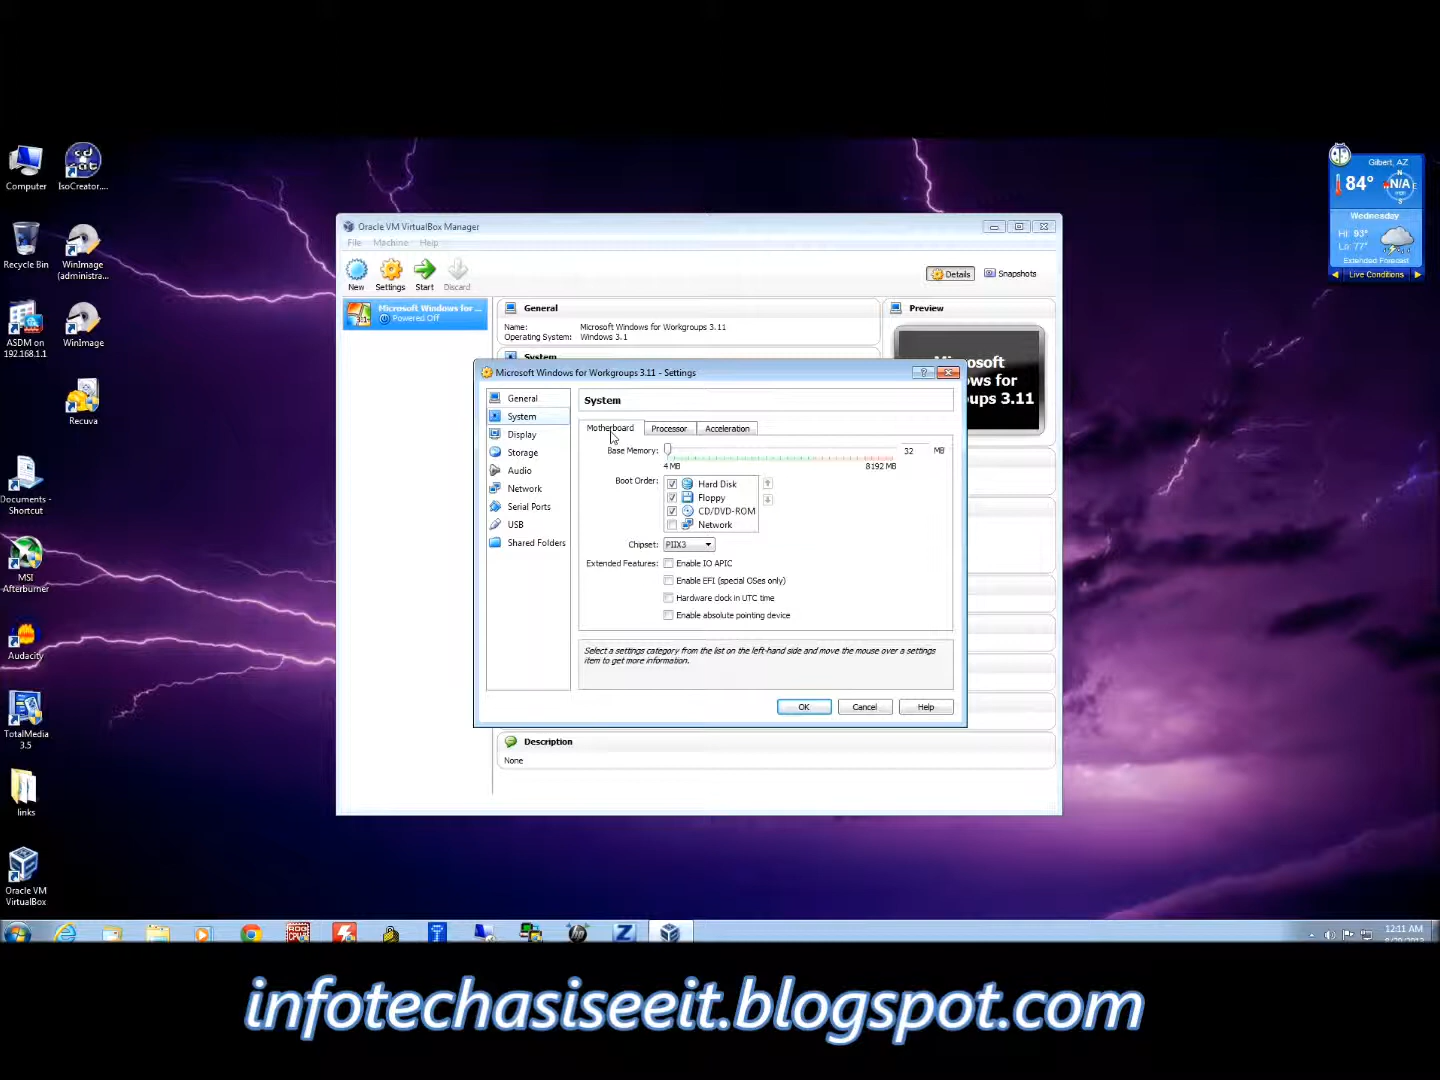 Computer
IsoCreator....
Recycle Bin
WinImage
(administra...
ASDM on
192.168.1.1
WinImage
Recuva
Documents -
Shortcut
MSI
Afterburner
Audacity
TotalMedia
3.5
links
Oracle VM
VirtualBox
Gilbert, AZ
84°
N/A
Wednesday
Hi: 93°
Lo: 77°
Extended Forecast
Live Conditions
Oracle VM VirtualBox Manager
File Machine Help
New Settings Start Discard
Details Snapshots
Microsoft Windows for ...
Powered Off
General
Name: Microsoft Windows for Workgroups 3.11
Operating System: Windows 3.1
System
Preview
osoft
ws for
ups 3.11
Microsoft Windows for Workgroups 3.11 - Settings
General
System
Display
Storage
Audio
Network
Serial Ports
USB
Shared Folders
System
Motherboard Processor Acceleration
Base Memory: 32 MB
4 MB 8192 MB
Boot Order: Hard Disk
Floppy
CD/DVD-ROM
Network
Chipset: PIIX3
Extended Features: Enable IO APIC
Enable EFI (special OSes only)
Hardware clock in UTC time
Enable absolute pointing device
Select a settings category from the list on the left-hand side and move the mouse over a settings
item to get more information.
OK Cancel Help
Description
None
12:11 AM
infotechasiseeit.blogspot.com